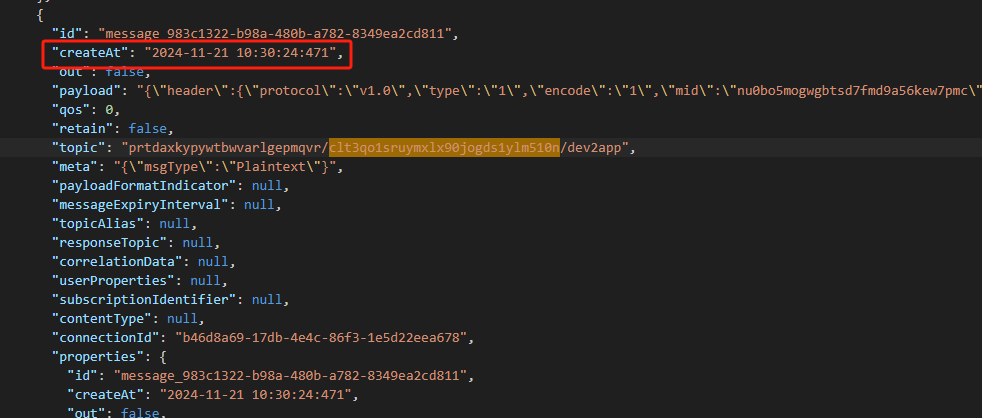 {
"id": "message_983c1322-b98a-480b-a782-8349ea2cd811",
"createAt": "2024-11-21 10:30:24:471",
"out": false,
"payload": "{\"header\":{\"protocol\":\"v1.0\",\"type\":\"1\",\"encode\":\"1\",\"mid\":\"nu0bo5mogwgbtsd7fmd9a56kew7pmc\"
"qos": 0,
"retain": false,
"topic": "prtdaxkypywtbwvarlgepmqvr/clt3qo1sruymxlx90jogds1ylm510n/dev2app",
"meta": "{\"msgType\":\"Plaintext\"}",
"payloadFormatIndicator": null,
"messageExpiryInterval": null,
"topicAlias": null,
"responseTopic": null,
"correlationData": null,
"userProperties": null,
"subscriptionIdentifier": null,
"contentType": null,
"connectionId": "b46d8a69-17db-4e4c-86f3-1e5d22eea678",
"properties": {
"id": "message_983c1322-b98a-480b-a782-8349ea2cd811",
"createAt": "2024-11-21 10:30:24:471",
"out": false,